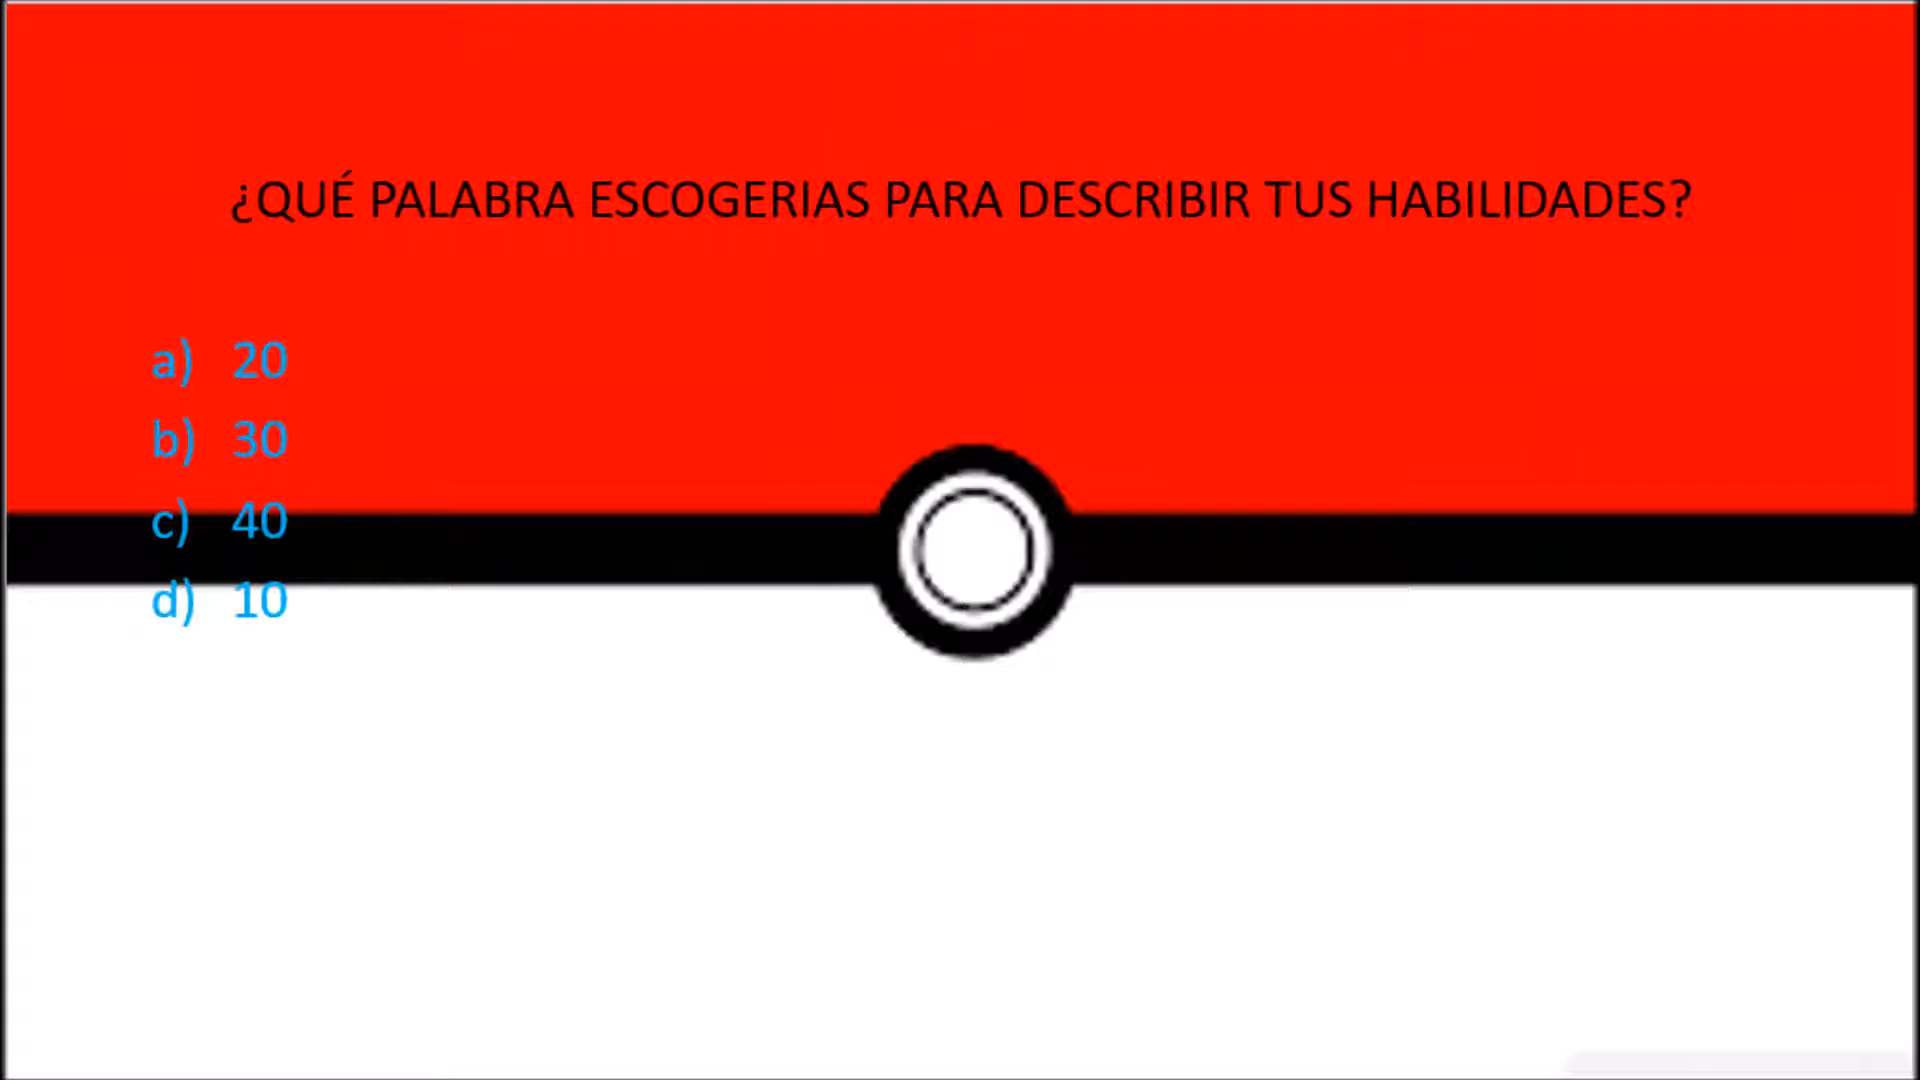 ¿QUÉ PALABRA ESCOGERIAS PARA DESCRIBIR TUS HABILIDADES?
a) 20
b) 30
c) 40
d) 10